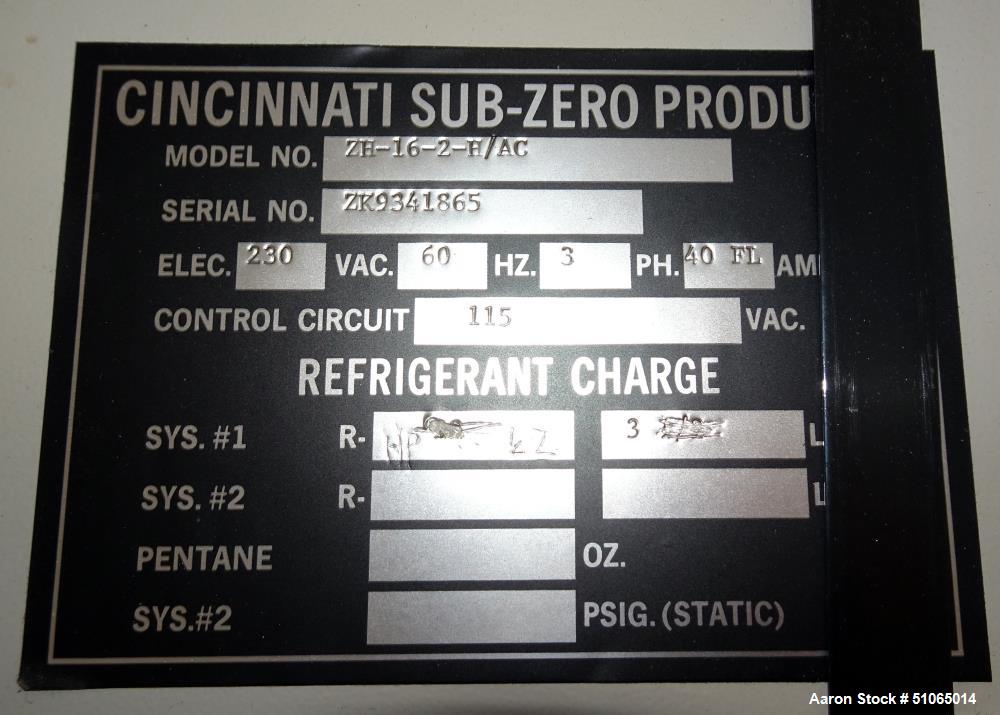 CINCINNATI SUB-ZERO PRODU
MODEL NO. ZH-16-2-H/AC
SERIAL NO. ZK9341865
ELEC. 230 VAC. 60 HZ. 3 PH. 40 FL AM
CONTROL CIRCUIT 115 VAC.
REFRIGERANT CHARGE
SYS. #1 R- HP 62 3 L
SYS. #2 R- L
PENTANE OZ.
SYS.#2 PSIG. (STATIC)
Aaron Stock # 51065014